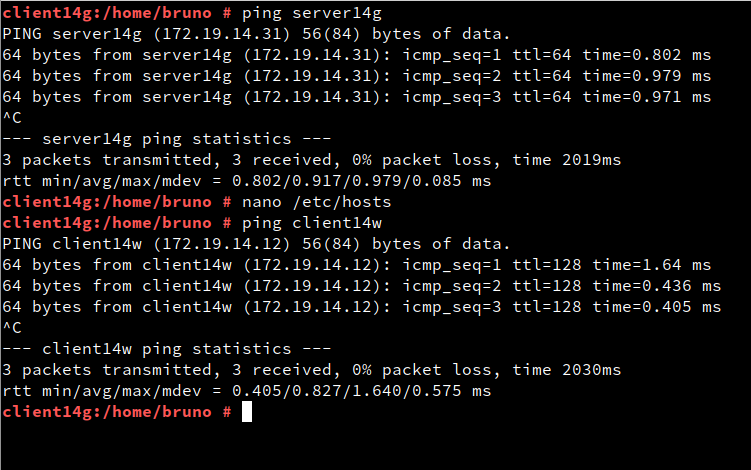 client14g:/home/bruno # ping server14g
PING server14g (172.19.14.31) 56(84) bytes of data.
64 bytes from server14g (172.19.14.31): icmp_seq=1 ttl=64 time=0.802 ms
64 bytes from server14g (172.19.14.31): icmp_seq=2 ttl=64 time=0.979 ms
64 bytes from server14g (172.19.14.31): icmp_seq=3 ttl=64 time=0.971 ms
^C
--- server14g ping statistics ---
3 packets transmitted, 3 received, 0% packet loss, time 2019ms
rtt min/avg/max/mdev = 0.802/0.917/0.979/0.085 ms
client14g:/home/bruno # nano /etc/hosts
client14g:/home/bruno # ping client14w
PING client14w (172.19.14.12) 56(84) bytes of data.
64 bytes from client14w (172.19.14.12): icmp_seq=1 ttl=128 time=1.64 ms
64 bytes from client14w (172.19.14.12): icmp_seq=2 ttl=128 time=0.436 ms
64 bytes from client14w (172.19.14.12): icmp_seq=3 ttl=128 time=0.405 ms
^C
--- client14w ping statistics ---
3 packets transmitted, 3 received, 0% packet loss, time 2030ms
rtt min/avg/max/mdev = 0.405/0.827/1.640/0.575 ms
client14g:/home/bruno #